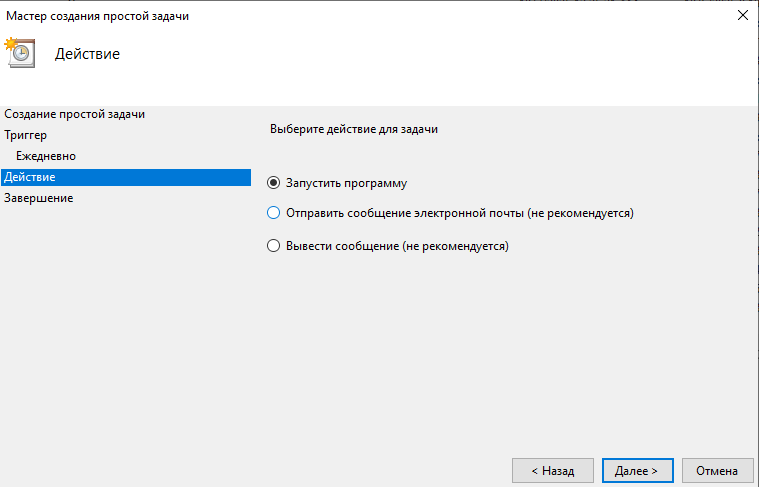 Мастер создания простой задачи
Действие
Создание простой задачи
Триггер
Ежедневно
Действие
Завершение
Выберите действие для задачи
Запустить программу
Отправить сообщение электронной почты (не рекомендуется)
Вывести сообщение (не рекомендуется)
< Назад
Далее >
Отмена